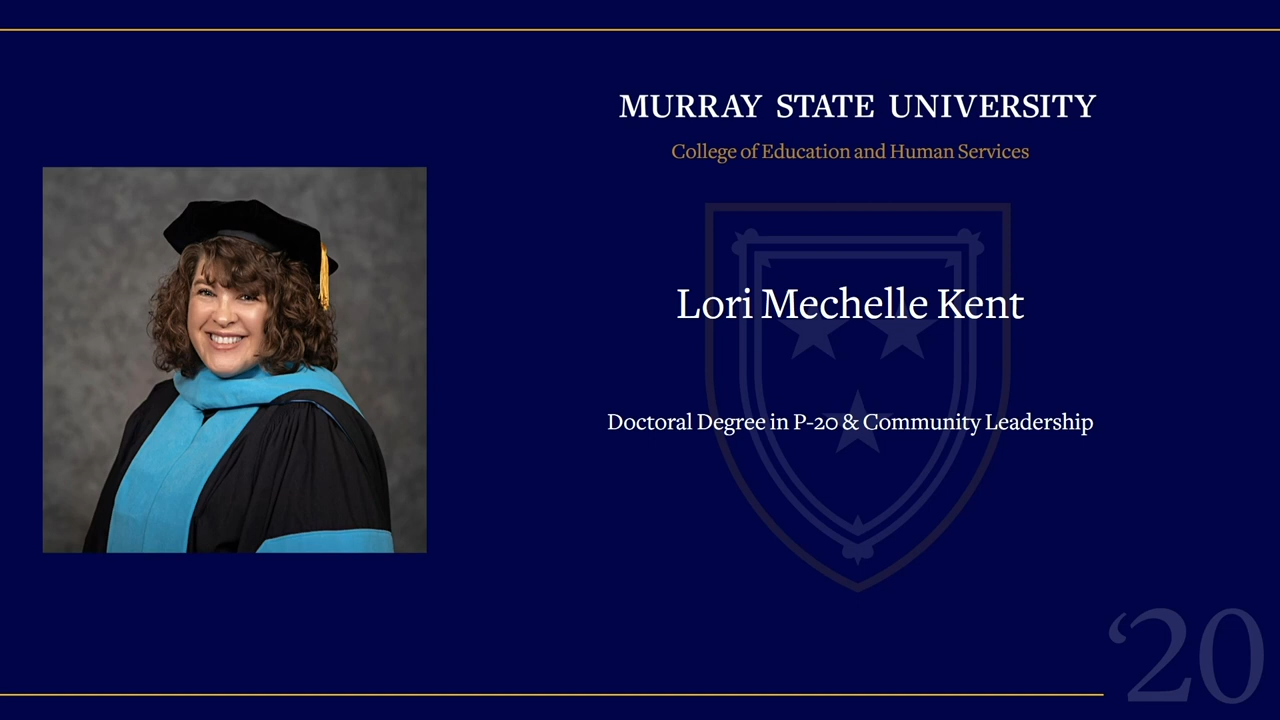 MURRAY STATE UNIVERSITY
College of Education and Human Services
Lori Mechelle Kent
Doctoral Degree in P-20 & Community Leadership
‘20